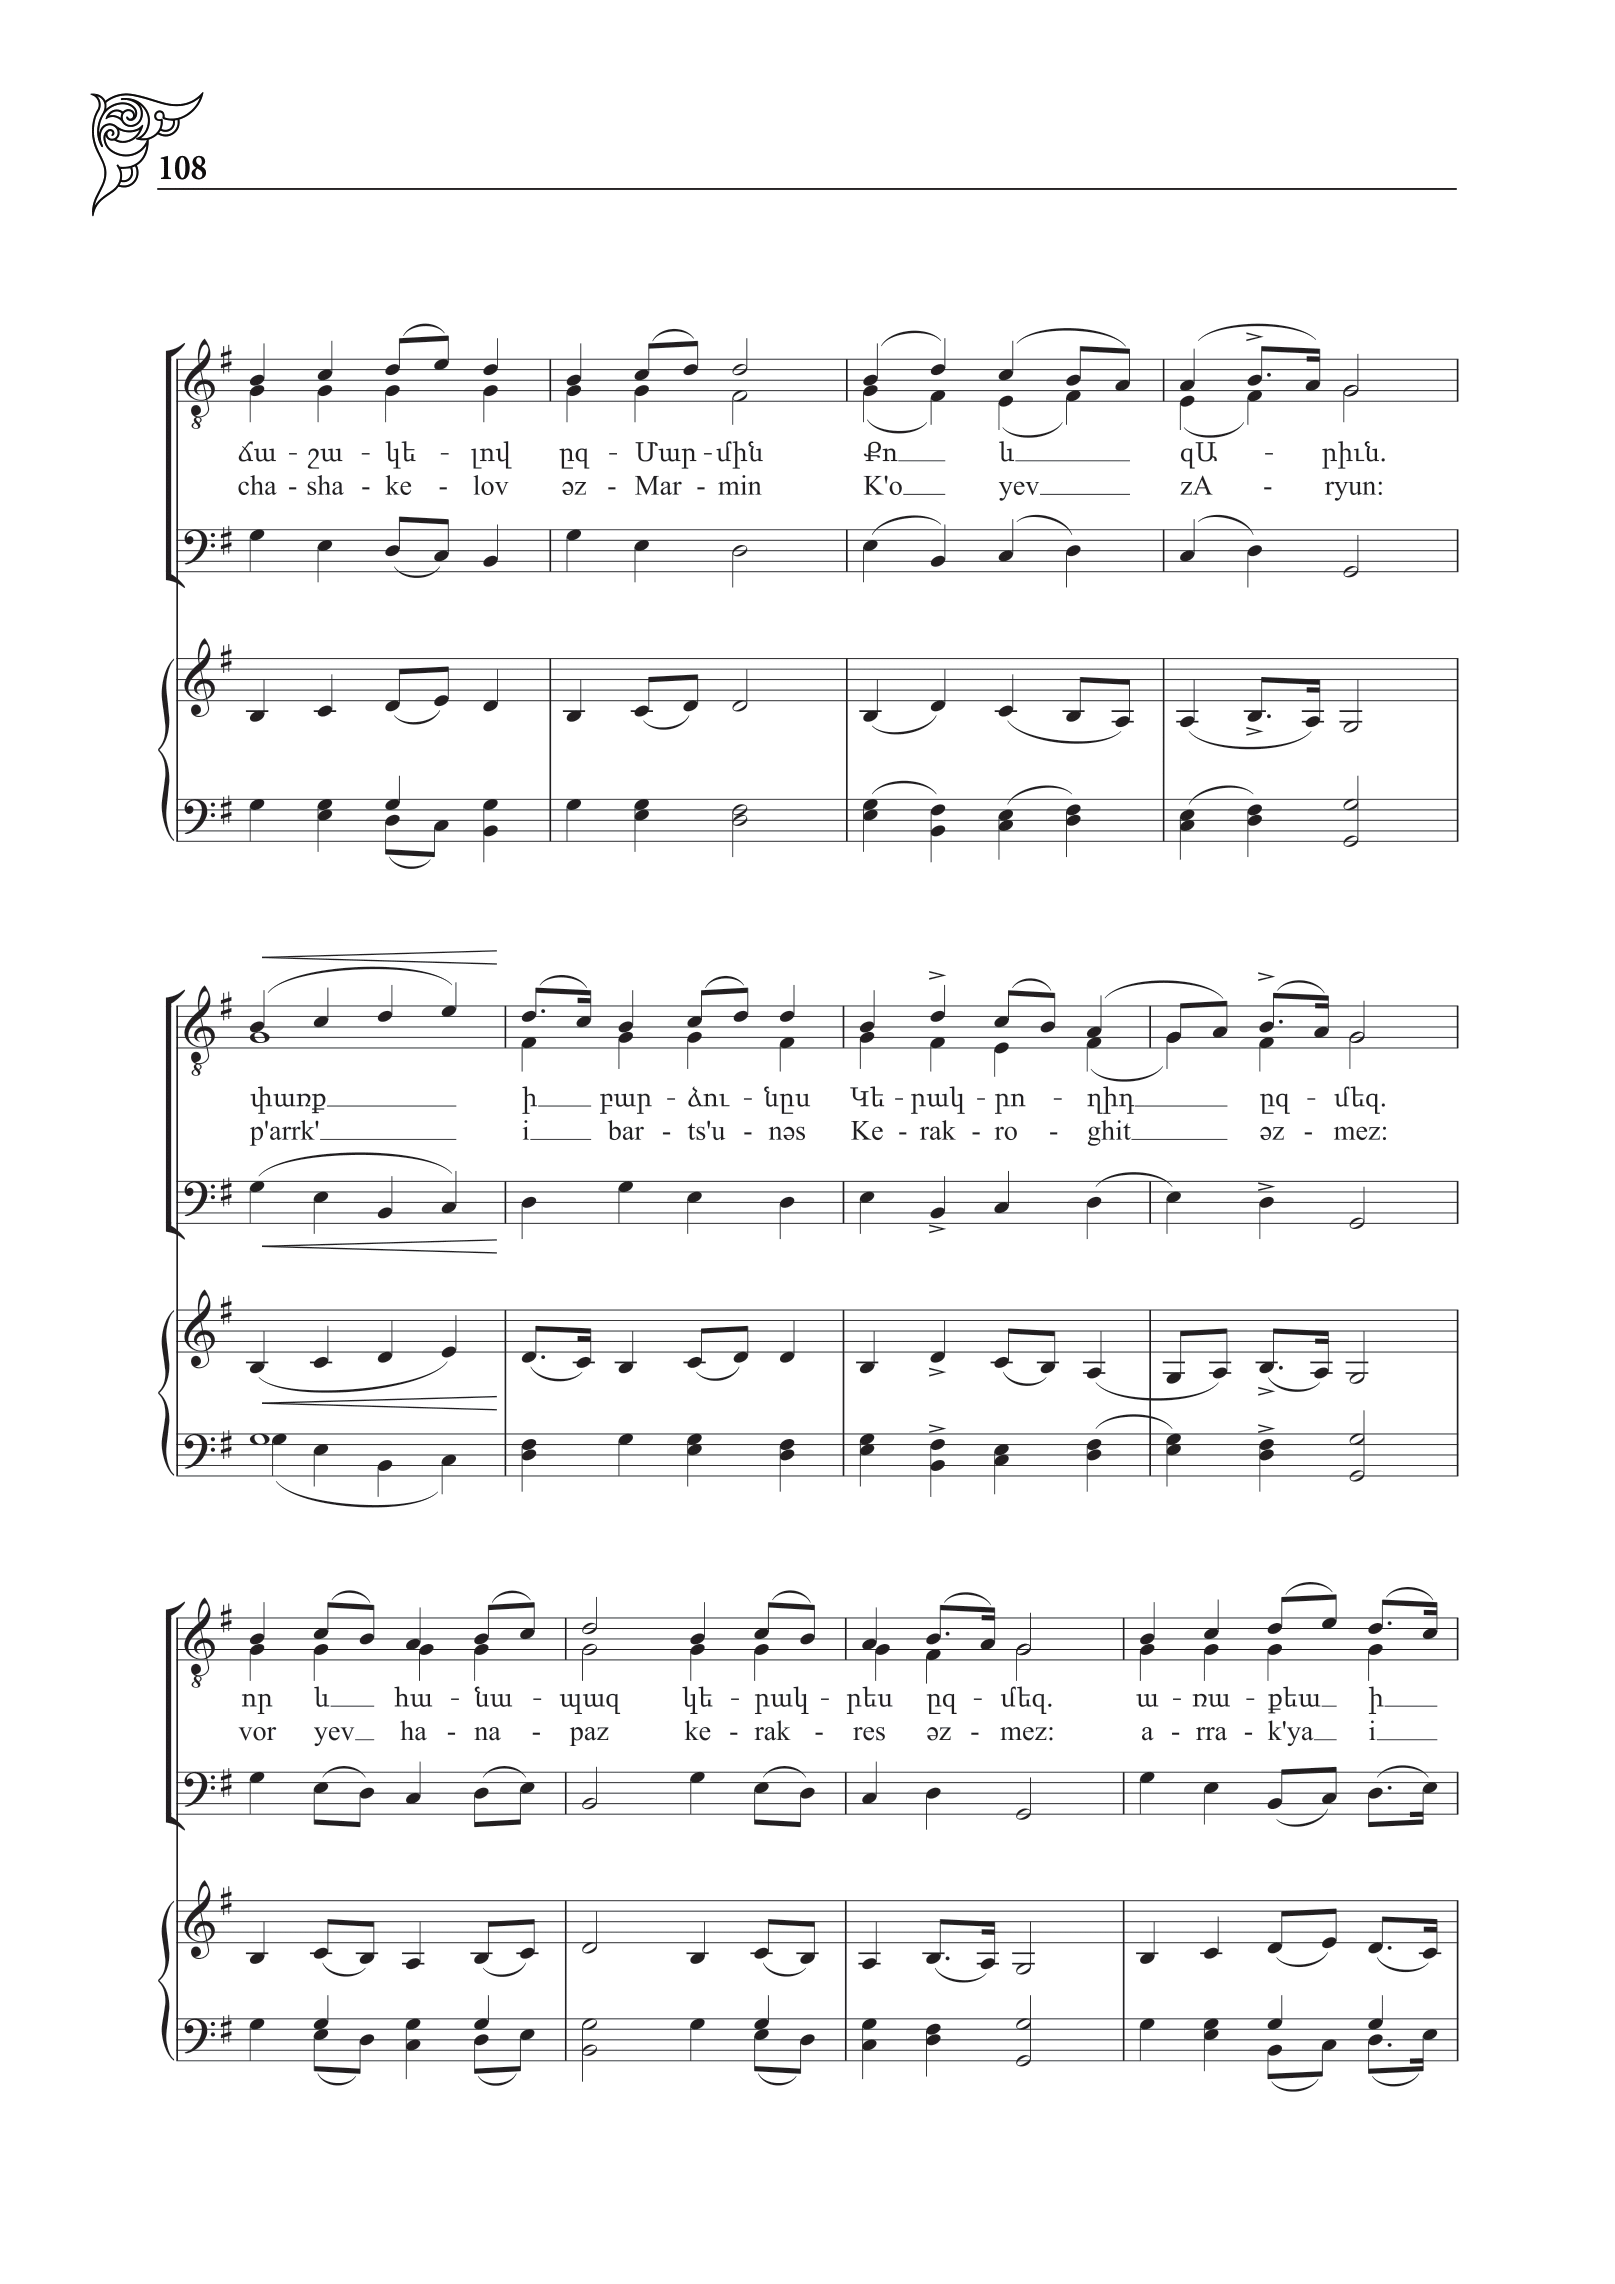 108
ճա - շա - կե - լով ըզ - Մար - մին Քո և զԱ - րիւն.
cha - sha - ke - lov əz - Mar - min K'o yev zA - ryun:
փառք ի բար - ձու - նըս Կե - րակ - րո - ղիդ ըզ - մեզ.
p'arrk' i bar - ts'u - nəs Ke - rak - ro - ghit əz - mez:
որ և հա - նա - պազ կե - րակ - րես ըզ - մեզ. ա - ռա - քեա ի
vor yev ha - na - paz ke - rak - res əz - mez: a - rra - k'ya i